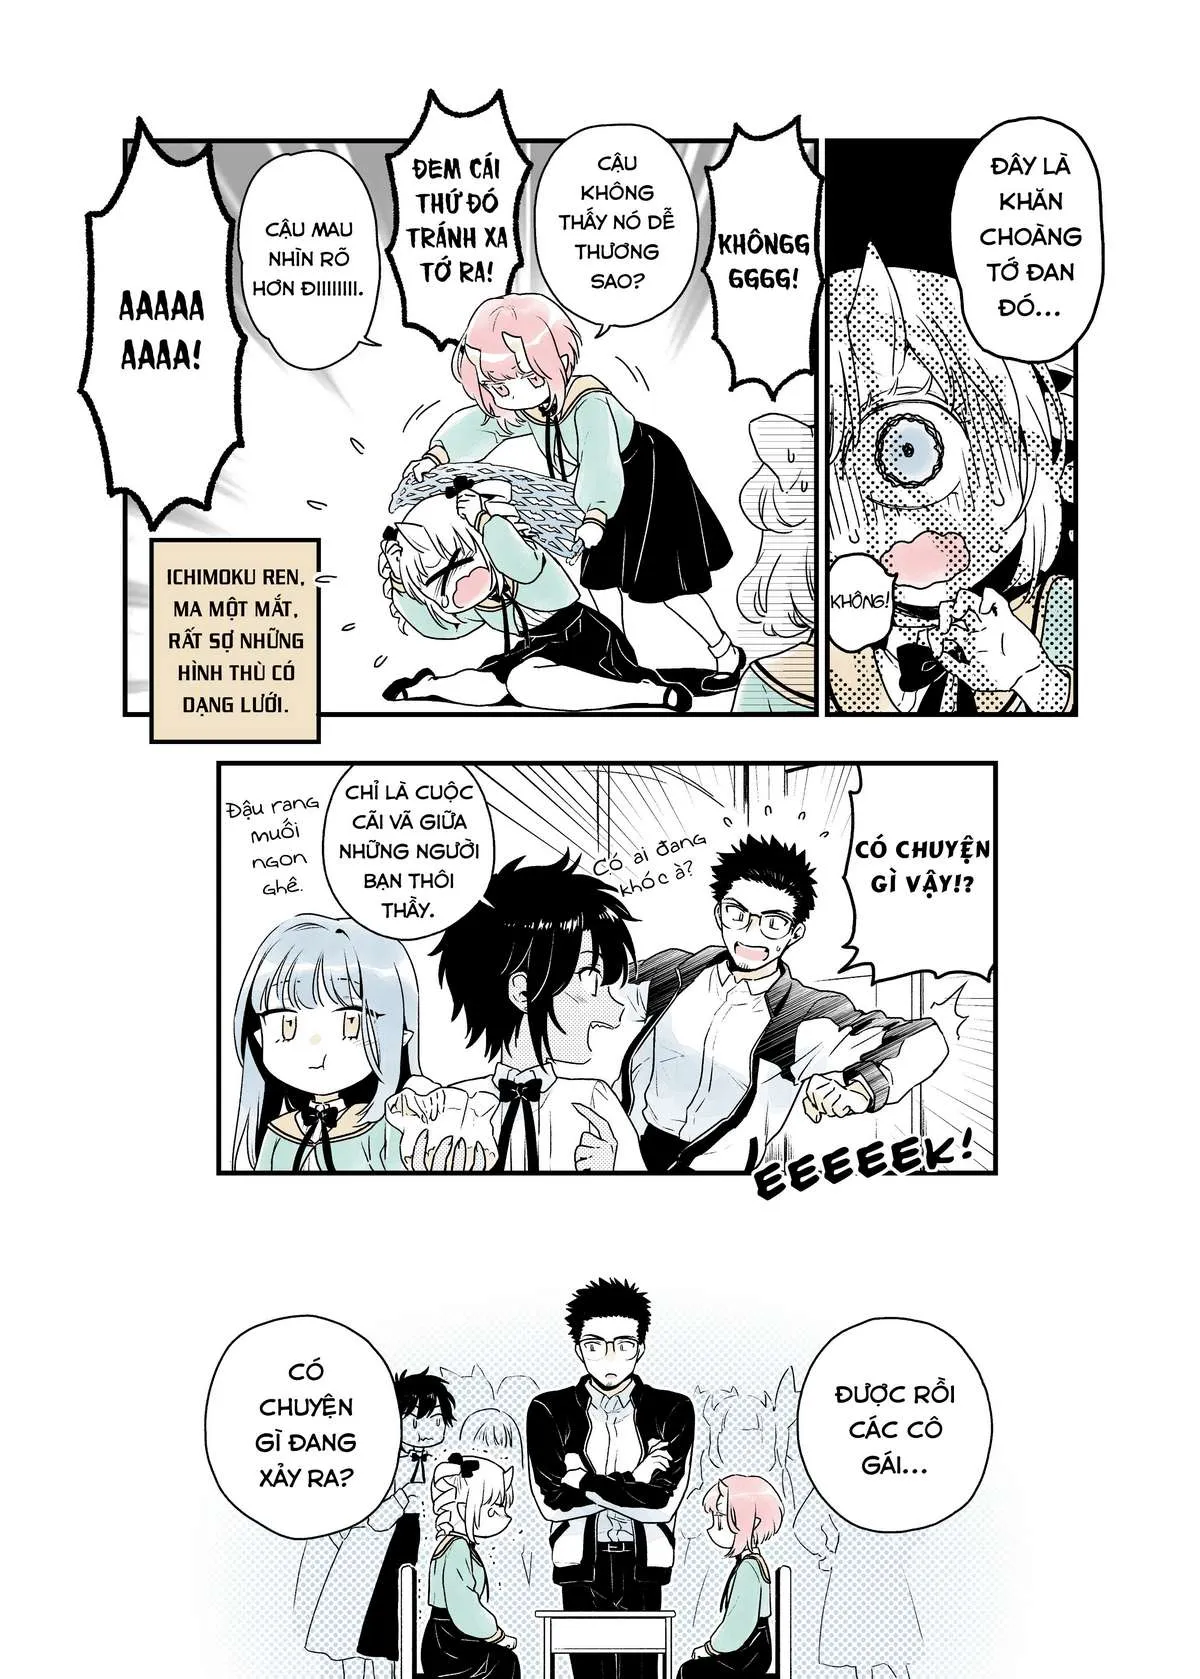 ĐÂY LÀ
KHĂN
CHOÀNG
TỚ ĐAN
ĐÓ...
KHÔNG!
KHÔNGG
GGGG!
CẬU
KHÔNG
THẤY NÓ DỄ
THƯƠNG
SAO?
ĐEM CÁI
THỨ ĐÓ
TRÁNH XA
TỚ RA!
CẬU MAU
NHÌN RÕ
HƠN ĐIIIIIIII.
AAAAA
AAAA!
ICHIMOKU REN,
MA MỘT MẮT,
RẤT SỢ NHỮNG
HÌNH THÙ CÓ
DẠNG LƯỚI.
CÓ CHUYỆN
GÌ VẬY!?
Có ai đang
khóc à?
CHỈ LÀ CUỘC
CÃI VÃ GIỮA
NHỮNG NGƯỜI
BẠN THÔI
THẦY.
Đậu rang
muối
ngon
ghê.
EEEEEEK!
ĐƯỢC RỒI
CÁC CÔ
GÁI...
CÓ
CHUYỆN
GÌ ĐANG
XẢY RA?